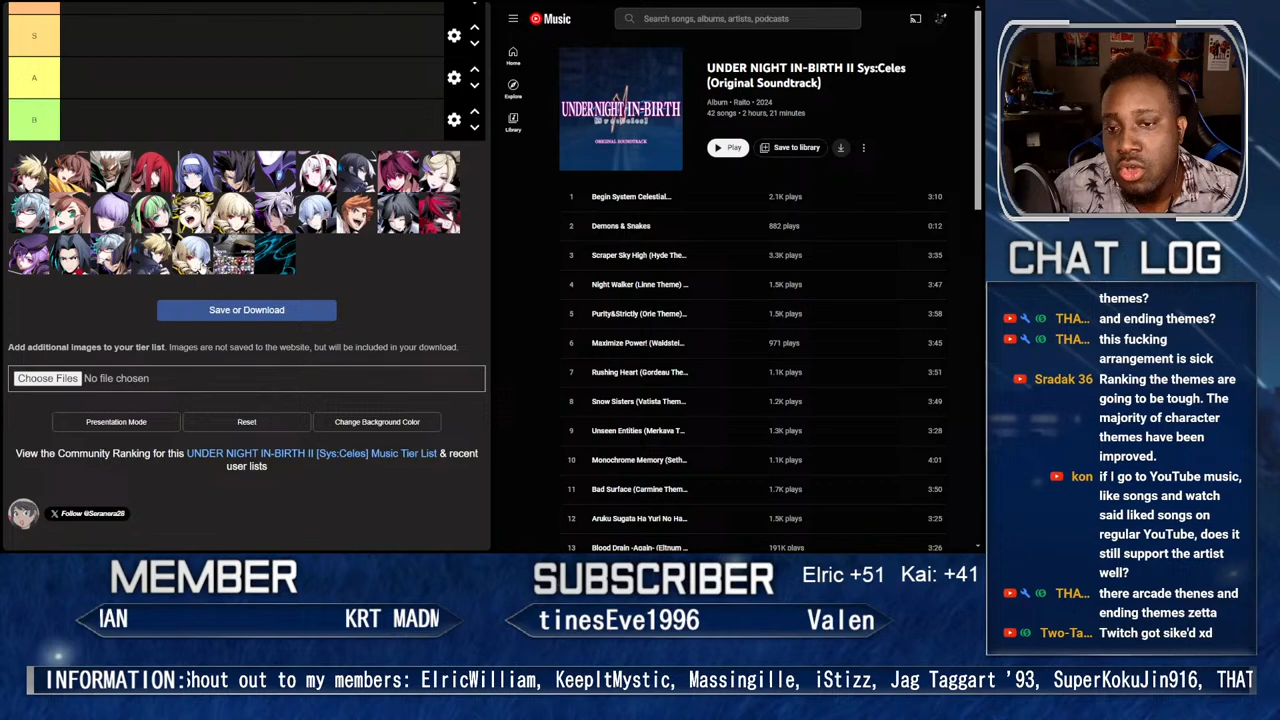 S
A
B
Save or Download
Add additional images to your tier list. Images are not saved to the website, but will be included in your download.
Choose Files No file chosen
Presentation Mode
Reset
Change Background Color
View the Community Ranking for this UNDER NIGHT IN-BIRTH II [Sys:Celes] Music Tier List & recent
user lists
X Follow @Seranera28
Music
Search songs, albums, artists, podcasts
Home
Explore
Library
UNDER NIGHT IN-BIRTH
ORIGINAL SOUNDTRACK
UNDER NIGHT IN-BIRTH II Sys:Celes
(Original Soundtrack)
Album • Raito • 2024
42 songs • 2 hours, 21 minutes
Play
Save to library
1 Begin System Celestial... 2.1K plays 3:10
2 Demons & Snakes 882 plays 0:12
3 Scraper Sky High (Hyde The... 3.3K plays 3:35
4 Night Walker (Linne Theme) ... 1.5K plays 3:47
5 Purity&Strictly (Orie Theme)... 1.5K plays 3:58
6 Maximize Power! (Waldstei... 971 plays 3:45
7 Rushing Heart (Gordeau The... 1.1K plays 3:51
8 Snow Sisters (Vatista Them... 1.2K plays 3:49
9 Unseen Entities (Merkava T... 1.3K plays 3:28
10 Monochrome Memory (Seth... 1.1K plays 4:01
11 Bad Surface (Carmine Them... 1.7K plays 3:50
12 Aruku Sugata Ha Yuri No Ha... 1.5K plays 3:25
13 Blood Drain -Again- (Eltnum ... 191K plays 3:26
CHAT LOG
themes?
THA... and ending themes?
THA... this fucking
arrangement is sick
Sradak 36 Ranking the themes are
going to be tough. The
majority of character
themes have been
improved.
kon if I go to YouTube music,
like songs and watch
said liked songs on
regular YouTube, does it
still support the artist
well?
THA... there arcade thenes and
ending themes zetta
Two-Ta... Twitch got sike'd xd
MEMBER
IAN KRT MADM
SUBSCRIBER
tinesEve1996 Valen
Elric +51 Kai: +41
INFORMATION: Shout out to my members: ElricWilliam, KeepItMystic, Massingille, iStizz, Jag Taggart '93, SuperKokuJin916, THAT